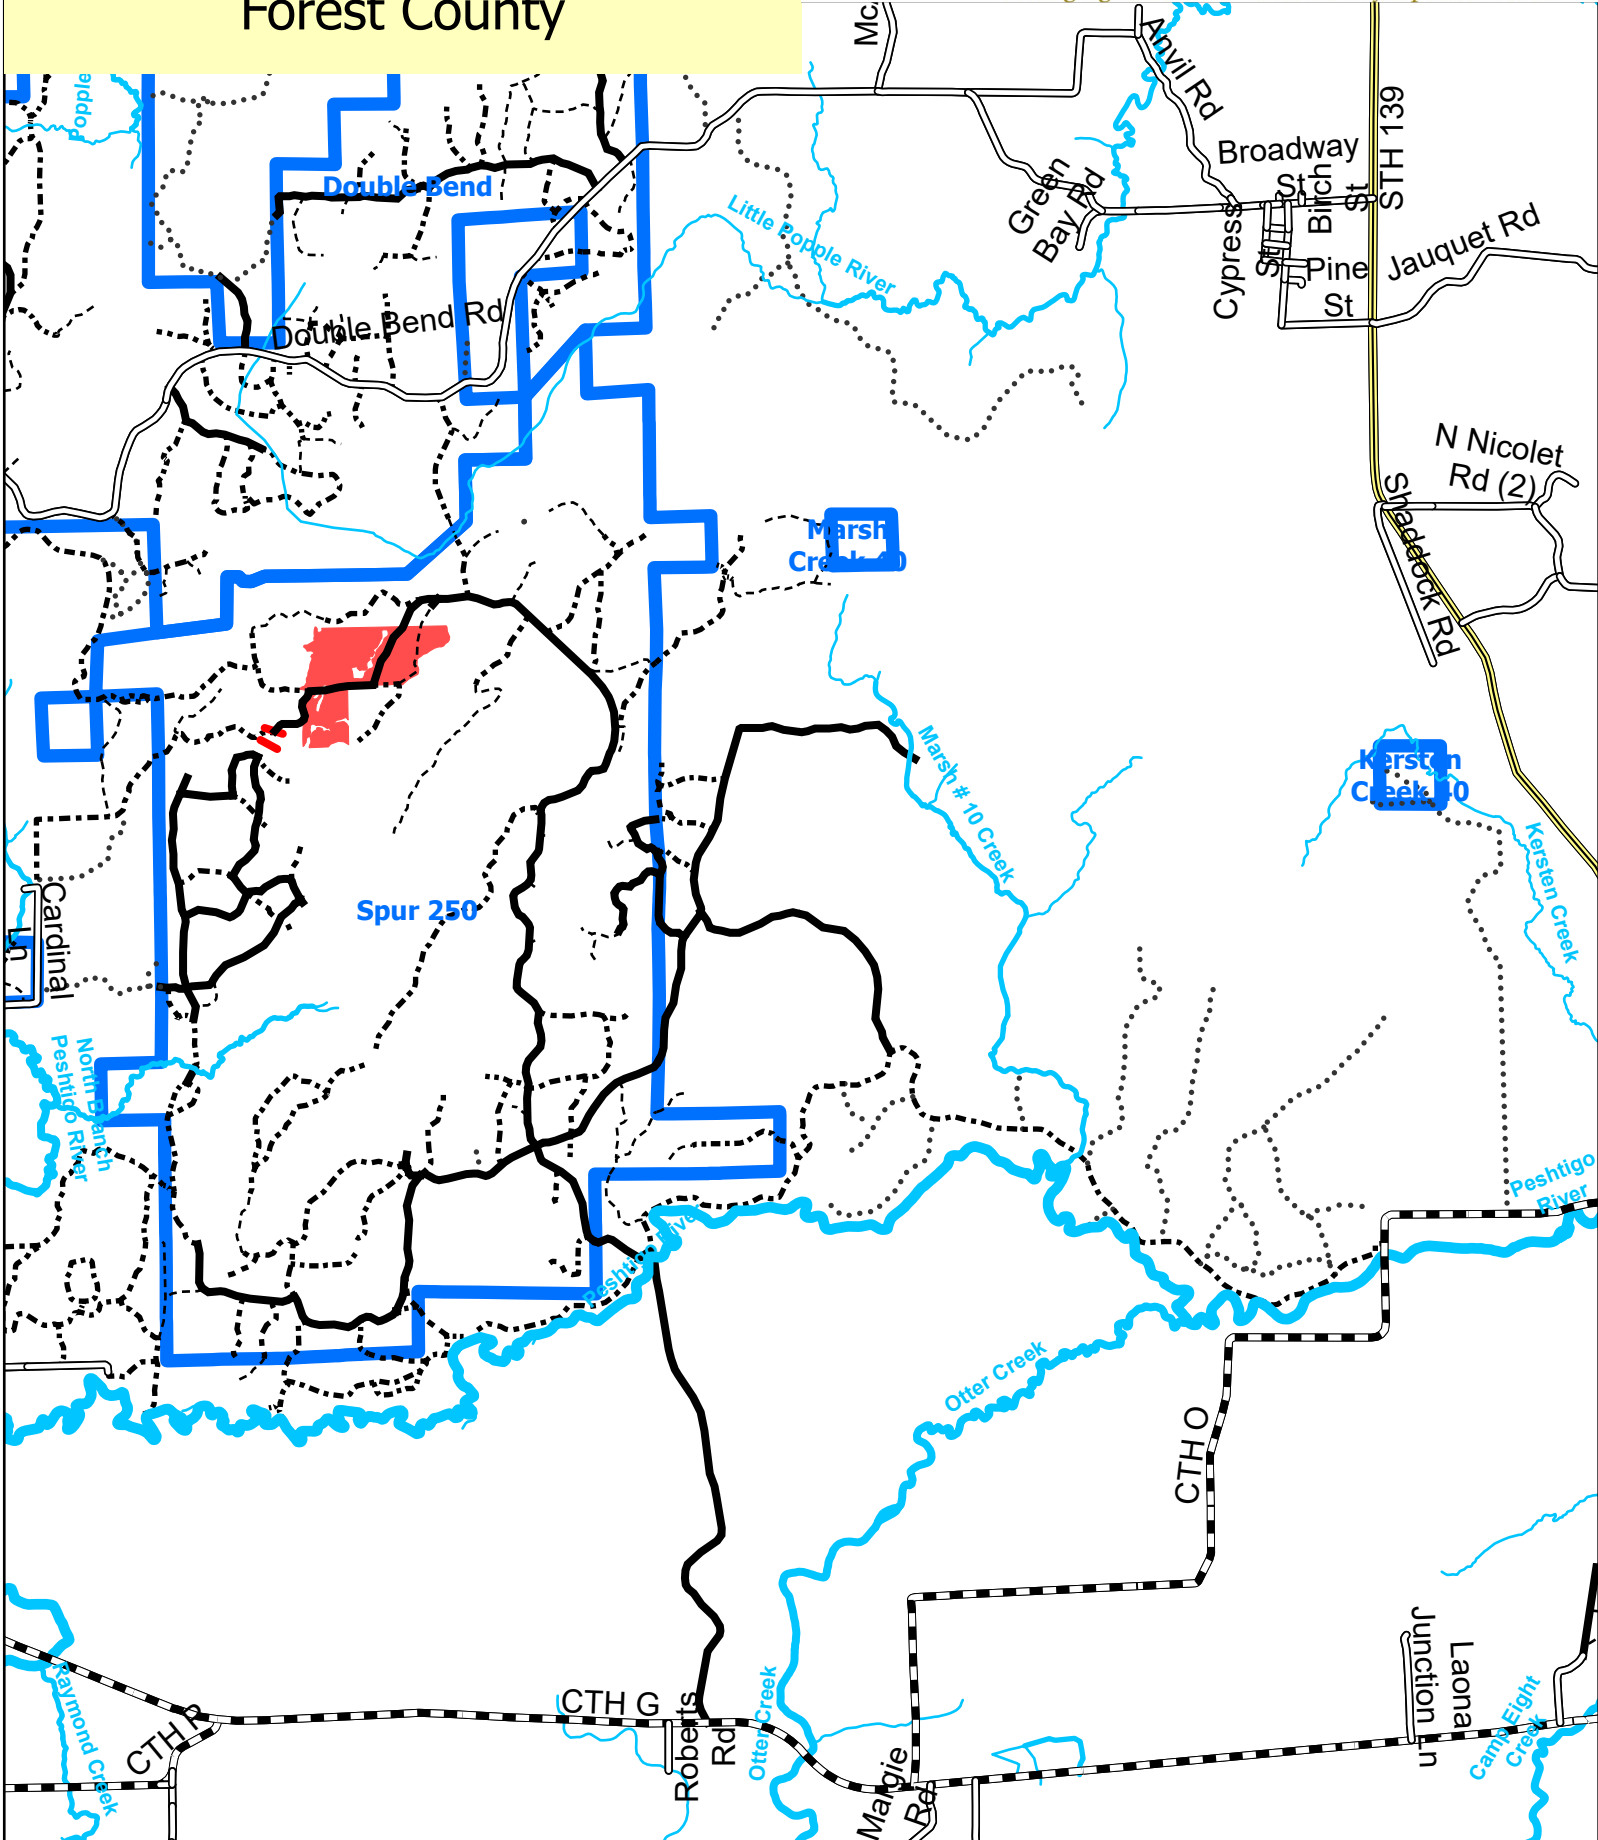 Forest County
Anvil Rd
STH 139
Broadway
St
Birch
St
Popple
Double Bend
Green
Bay Rd
Little Popple River
Cypress
St
Pine
St
Jauquet Rd
Double Bend Rd
N Nicolet
Rd (2)
Shaddock Rd
Marsh
Creek 40
Marsh # 10 Creek
Kersten
Creek 40
Kersten Creek
Cardinal
Ln
Spur 250
North Branch
Peshtigo River
Peshtigo
River
Peshtigo River
Otter Creek
CTH O
Raymond Creek
CTH P
CTH G
Roberts
Rd
Otter Creek
Margie
Rd
Laona
Junction Ln
Camp Eight
Creek